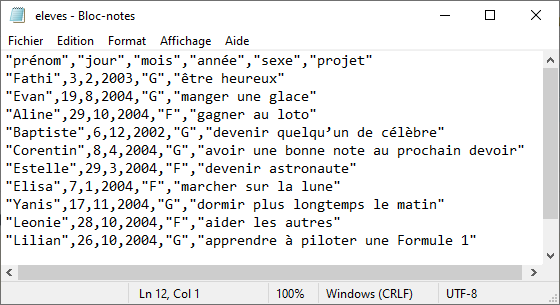 eleves - Bloc-notes
Fichier Edition Format Affichage Aide
"prénom","jour","mois","année","sexe","projet"
"Fathi",3,2,2003,"G","être heureux"
"Evan",19,8,2004,"G","manger une glace"
"Aline",29,10,2004,"F","gagner au loto"
"Baptiste",6,12,2002,"G","devenir quelqu’un de célèbre"
"Corentin",8,4,2004,"G","avoir une bonne note au prochain devoir"
"Estelle",29,3,2004,"F","devenir astronaute"
"Elisa",7,1,2004,"F","marcher sur la lune"
"Yanis",17,11,2004,"G","dormir plus longtemps le matin"
"Leonie",28,10,2004,"F","aider les autres"
"Lilian",26,10,2004,"G","apprendre à piloter une Formule 1"
Ln 12, Col 1 100% Windows (CRLF) UTF-8